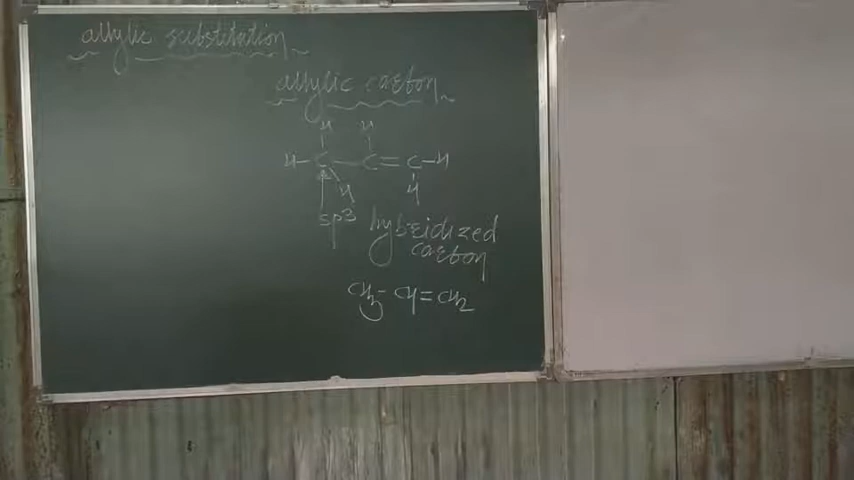 allylic substitution
allylic carbon
H H
H-C-C=C-H
H H
sp3 hybridized
carbon
CH3-CH=CH2